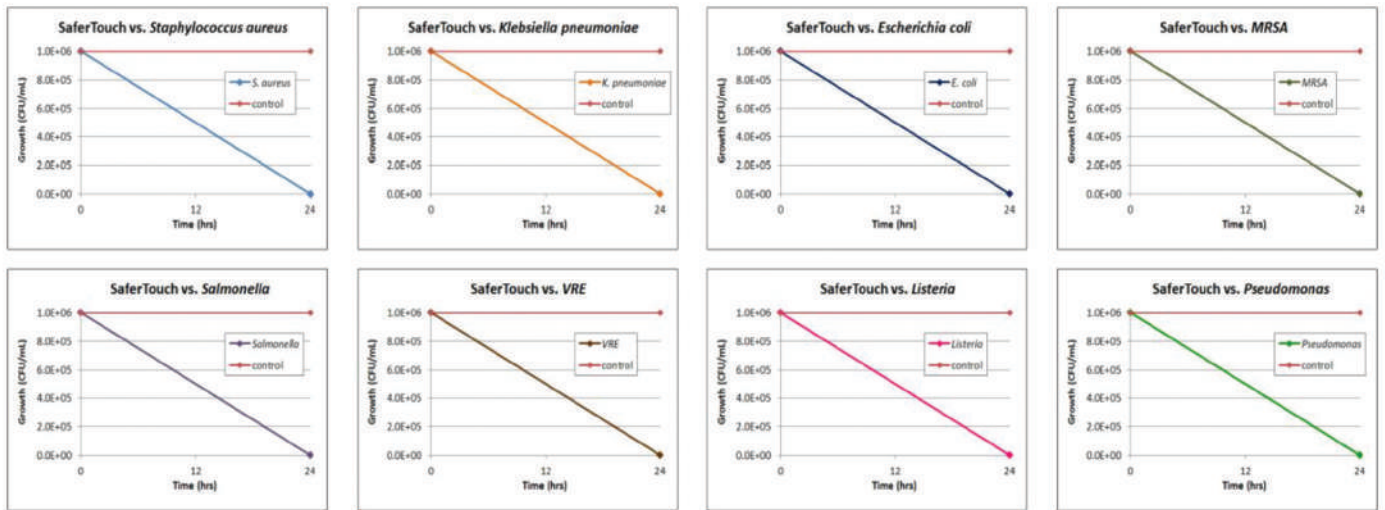 SaferTouch vs. Staphylococcus aureus
Growth (CFU/mL)
1.0E+06
8.0E+05
6.0E+05
4.0E+05
2.0E+05
0.0E+00
S. aureus
control
0 12 24
Time (hrs)
SaferTouch vs. Klebsiella pneumoniae
Growth (CFU/mL)
1.0E+06
8.0E+05
6.0E+05
4.0E+05
2.0E+05
0.0E+00
K. pneumoniae
control
0 12 24
Time (hrs)
SaferTouch vs. Escherichia coli
Growth (CFU/mL)
1.0E+06
8.0E+05
6.0E+05
4.0E+05
2.0E+05
0.0E+00
E. coli
control
0 12 24
Time (hrs)
SaferTouch vs. MRSA
Growth (CFU/mL)
1.0E+06
8.0E+05
6.0E+05
4.0E+05
2.0E+05
0.0E+00
MRSA
control
0 12 24
Time (hrs)
SaferTouch vs. Salmonella
Growth (CFU/mL)
1.0E+06
8.0E+05
6.0E+05
4.0E+05
2.0E+05
0.0E+00
Salmonella
control
0 12 24
Time (hrs)
SaferTouch vs. VRE
Growth (CFU/mL)
1.0E+06
8.0E+05
6.0E+05
4.0E+05
2.0E+05
0.0E+00
VRE
control
0 12 24
Time (hrs)
SaferTouch vs. Listeria
Growth (CFU/mL)
1.0E+06
8.0E+05
6.0E+05
4.0E+05
2.0E+05
0.0E+00
Listeria
control
0 12 24
Time (hrs)
SaferTouch vs. Pseudomonas
Growth (CFU/mL)
1.0E+06
8.0E+05
6.0E+05
4.0E+05
2.0E+05
0.0E+00
Pseudomonas
control
0 12 24
Time (hrs)